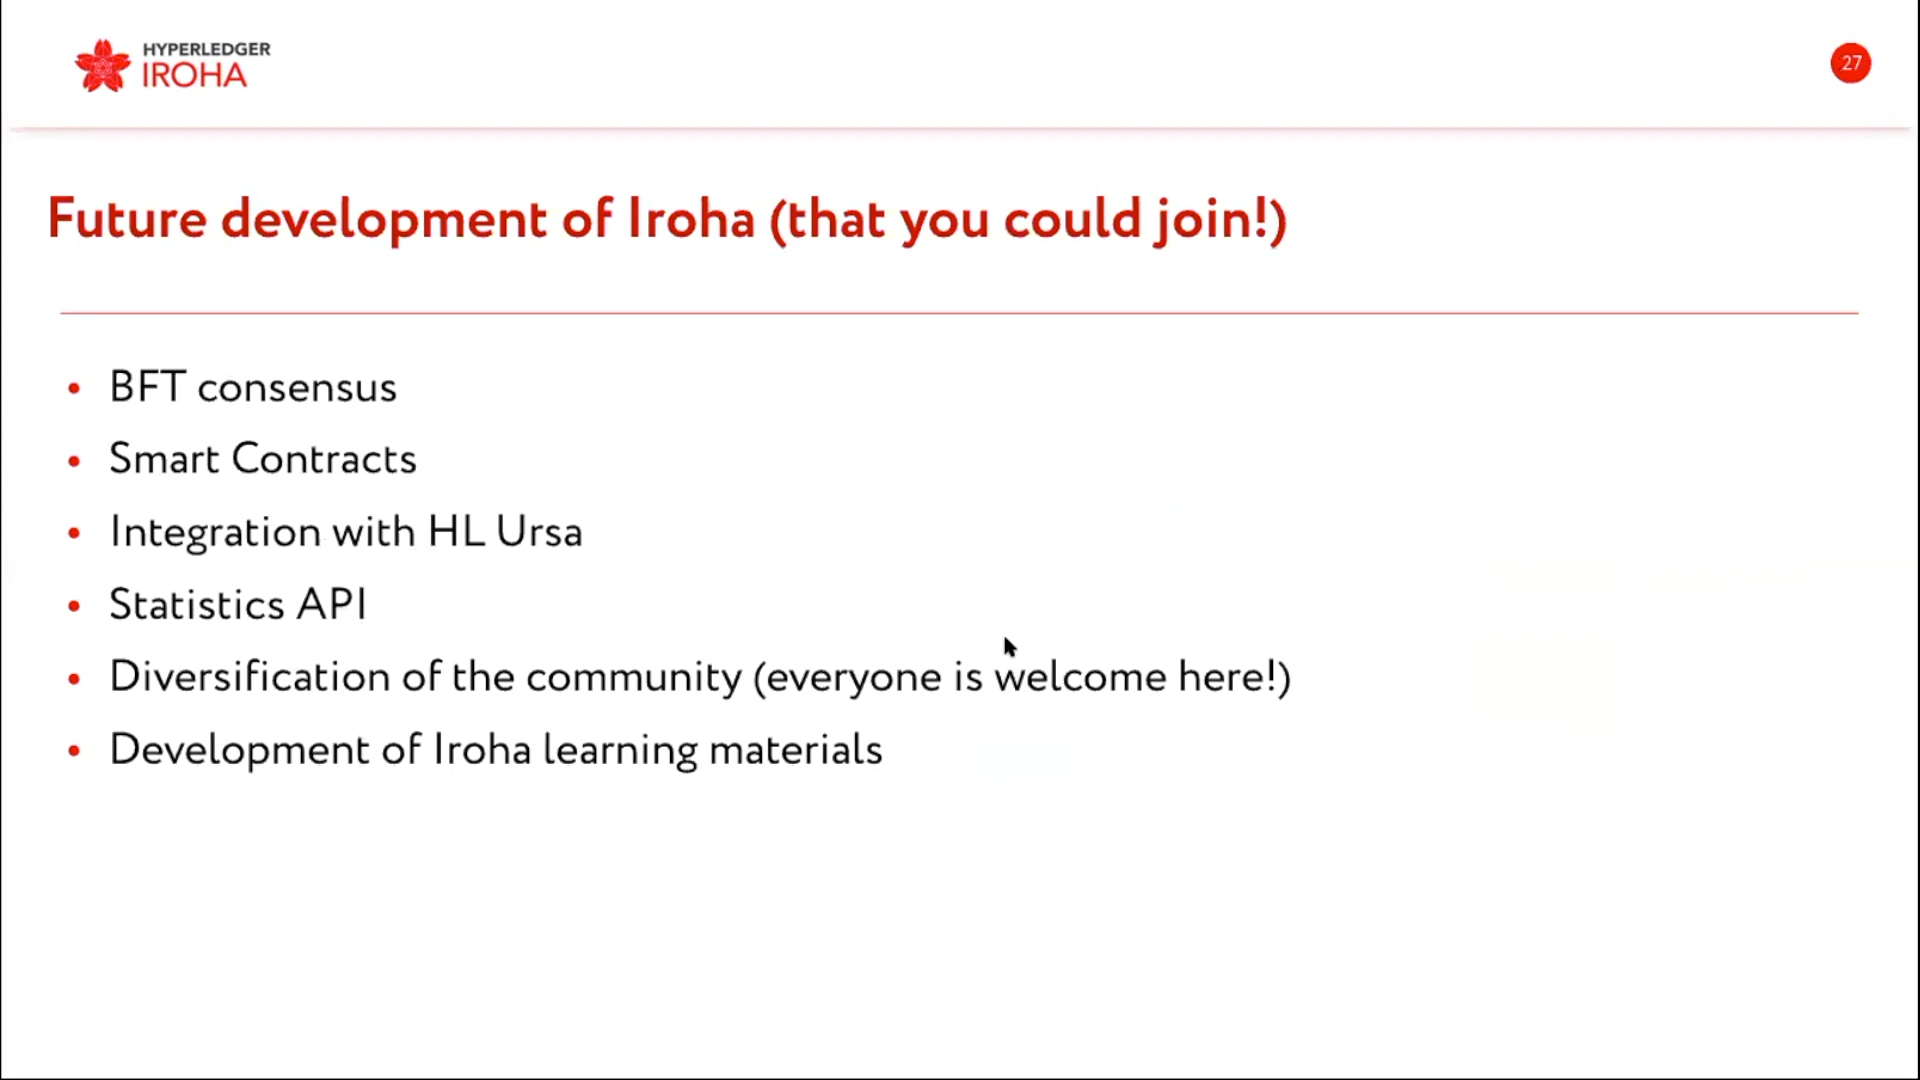 HYPERLEDGER
IROHA
27
Future development of Iroha (that you could join!)
• BFT consensus
• Smart Contracts
• Integration with HL Ursa
• Statistics API
• Diversification of the community (everyone is welcome here!)
• Development of Iroha learning materials